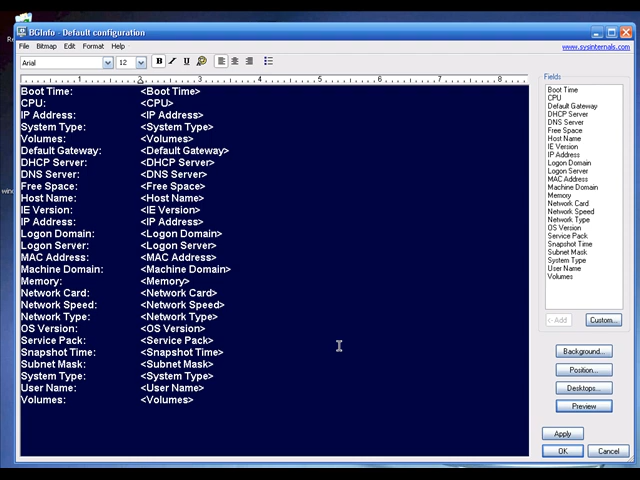 BGInfo - Default configuration
File Bitmap Edit Format Help
www.sysinternals.com
Arial 12 B I U
1 2 3 4 5 6 7 8
Boot Time: <Boot Time>
CPU: <CPU>
IP Address: <IP Address>
System Type: <System Type>
Volumes: <Volumes>
Default Gateway: <Default Gateway>
DHCP Server: <DHCP Server>
DNS Server: <DNS Server>
Free Space: <Free Space>
Host Name: <Host Name>
IE Version: <IE Version>
IP Address: <IP Address>
Logon Domain: <Logon Domain>
Logon Server: <Logon Server>
MAC Address: <MAC Address>
Machine Domain: <Machine Domain>
Memory: <Memory>
Network Card: <Network Card>
Network Speed: <Network Speed>
Network Type: <Network Type>
OS Version: <OS Version>
Service Pack: <Service Pack>
Snapshot Time: <Snapshot Time>
Subnet Mask: <Subnet Mask>
System Type: <System Type>
User Name: <User Name>
Volumes: <Volumes>
Fields
Boot Time
CPU
Default Gateway
DHCP Server
DNS Server
Free Space
Host Name
IE Version
IP Address
Logon Domain
Logon Server
MAC Address
Machine Domain
Memory
Network Card
Network Speed
Network Type
OS Version
Service Pack
Snapshot Time
Subnet Mask
System Type
User Name
Volumes
<- Add Custom...
Background...
Position...
Desktops...
Preview
Apply
OK Cancel